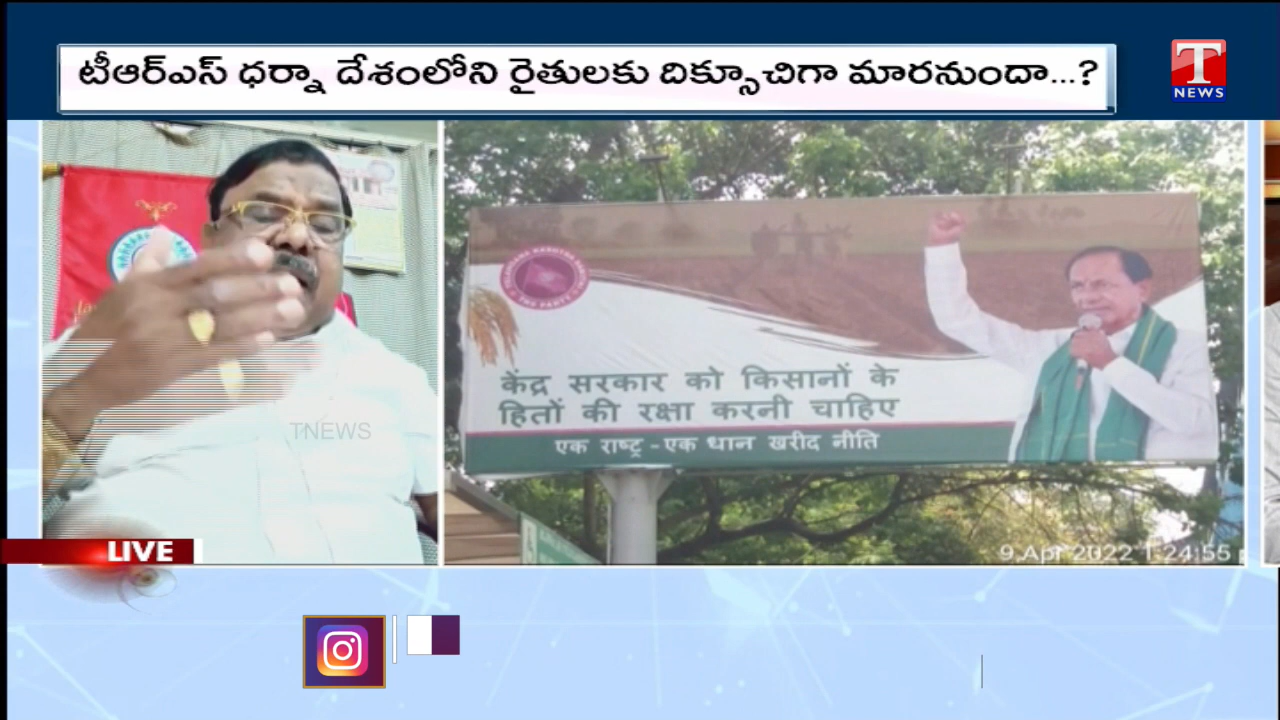 టీఆర్ఎస్ ధర్నా దేశంలోని రైతులకు దిక్సూచిగా మారనుందా...?
T
NEWS
केंद्र सरकार को किसानों के
हितों की रक्षा करनी चाहिए
एक राष्ट्र - एक धान खरीद नीति
TNEWS
9 Apr 2022 1:24:55
LIVE